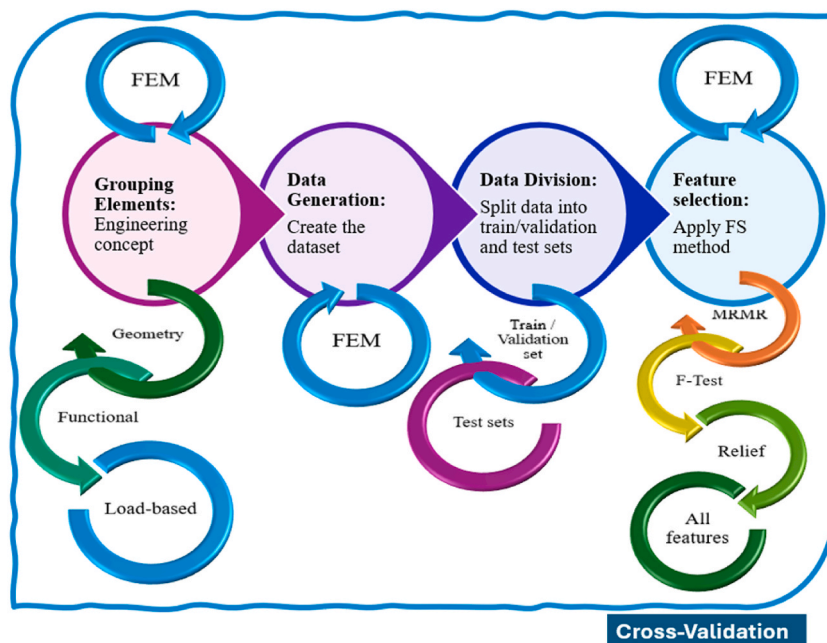 FEM
FEM
Grouping
Elements:
Engineering
concept
Data
Generation:
Create the
dataset
Data Division:
Split data into
train/validation
and test sets
Feature
selection:
Apply FS
method
Geometry
Functional
Load-based
FEM
Train /
Validation
set
Test sets
MRMR
F-Test
Relief
All
features
Cross-Validation